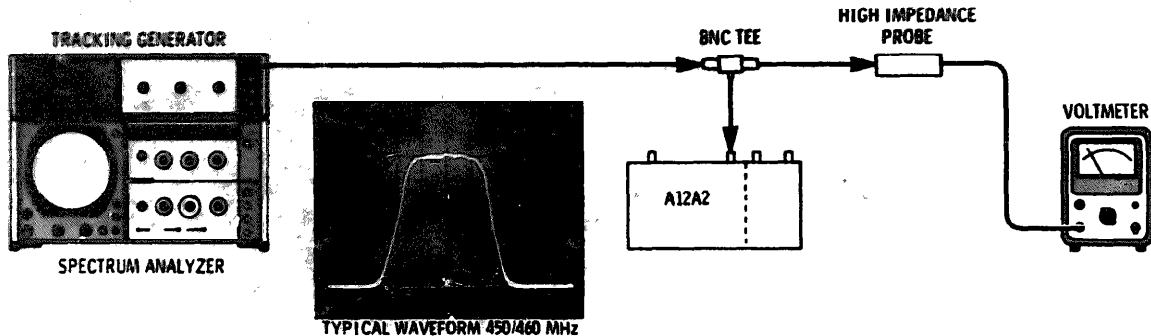 TRACKING GENERATOR
BNC TEE
HIGH IMPEDANCE
PROBE
VOLTMETER
A12A2
SPECTRUM ANALYZER
TYPICAL WAVEFORM 450/460 MHz